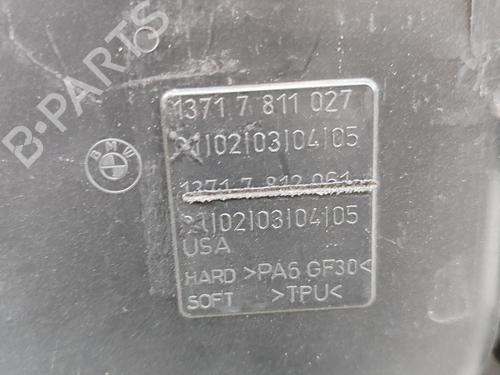 B-PARTS
BMW
1371 7 811 027
01|02|03|04|05
1371 7 812 061
01|02|03|04|05
USA
HARD >PA6 GF30<
SOFT >TPU<